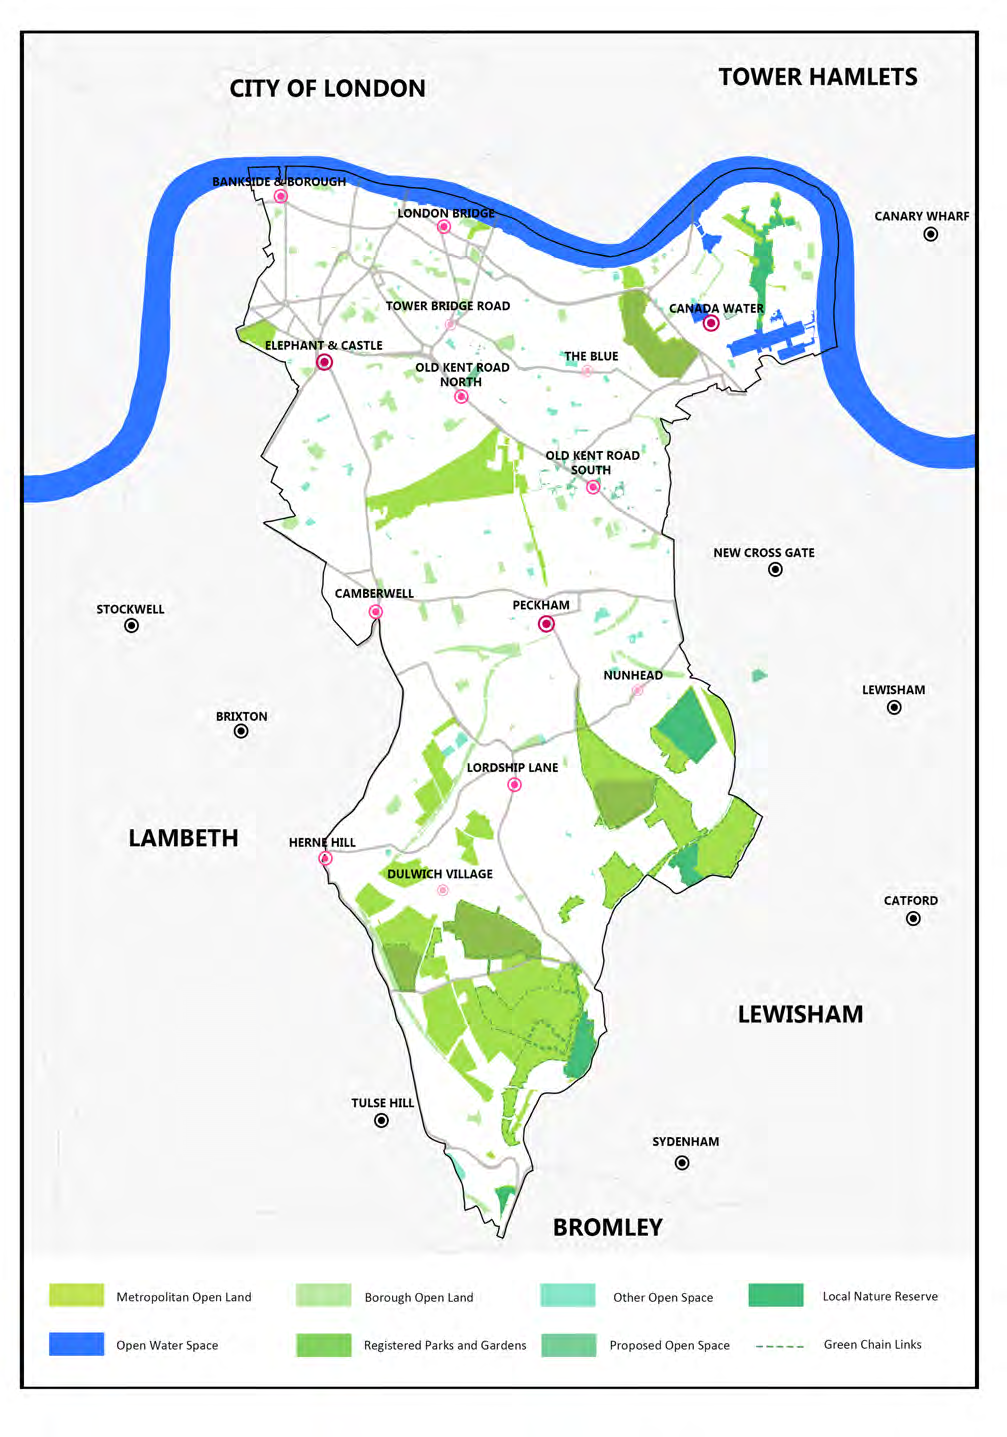 CITY OF LONDON
TOWER HAMLETS
BANKSIDE & BOROUGH
LONDON BRIDGE
CANARY WHARF
TOWER BRIDGE ROAD
CANADA WATER
ELEPHANT & CASTLE
THE BLUE
OLD KENT ROAD
NORTH
OLD KENT ROAD
SOUTH
NEW CROSS GATE
CAMBERWELL
PECKHAM
STOCKWELL
NUNHEAD
LEWISHAM
BRIXTON
LORDSHIP LANE
LAMBETH
HERNE HILL
DULWICH VILLAGE
CATFORD
LEWISHAM
TULSE HILL
SYDENHAM
BROMLEY
Metropolitan Open Land
Borough Open Land
Other Open Space
Local Nature Reserve
Open Water Space
Registered Parks and Gardens
Proposed Open Space
Green Chain Links